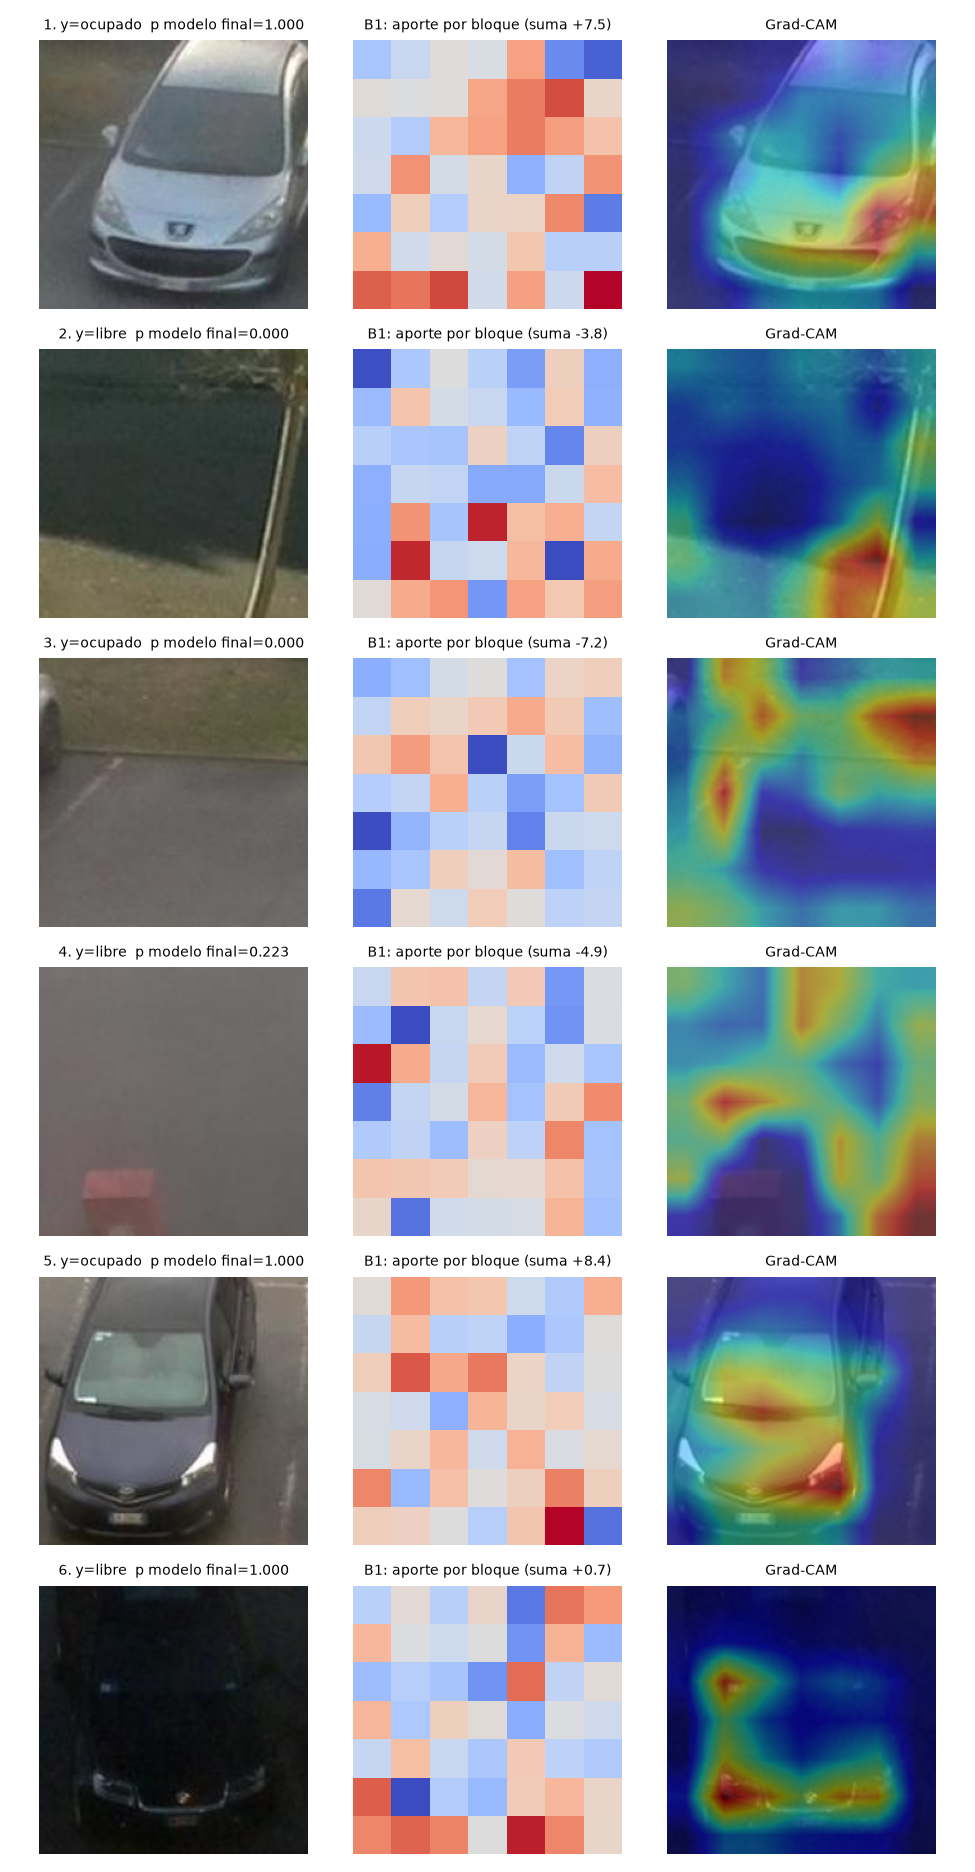 1. y=ocupado  p modelo final=1.000
B1: aporte por bloque (suma +7.5)
Grad-CAM
2. y=libre  p modelo final=0.000
B1: aporte por bloque (suma -3.8)
Grad-CAM
3. y=ocupado  p modelo final=0.000
B1: aporte por bloque (suma -7.2)
Grad-CAM
4. y=libre  p modelo final=0.223
B1: aporte por bloque (suma -4.9)
Grad-CAM
5. y=ocupado  p modelo final=1.000
B1: aporte por bloque (suma +8.4)
Grad-CAM
6. y=libre  p modelo final=1.000
B1: aporte por bloque (suma +0.7)
Grad-CAM